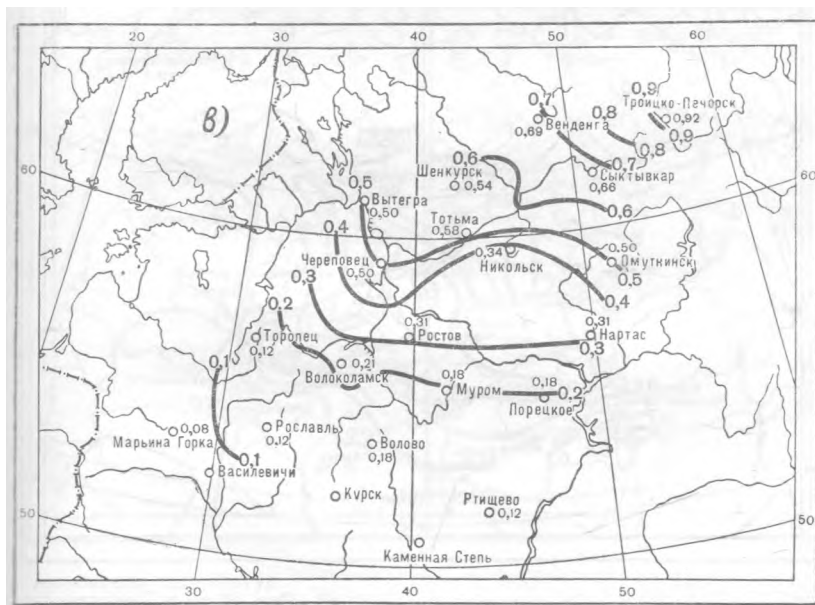 20
30
40
50
60
в)
0,7
0,69
Венденга
0,8
0,9
Троицко-Печорск
0,92
0,9
0,8
0,7
Сыктывкар
0,66
0,6
Шенкурск
0,54
0,6
60
60
0,5
Вытегра
0,50
0,4
Тотьма
0,58
Череповец
0,50
0,34
Никольск
0,50
Омутнинск
0,5
0,4
0,3
0,2
Торопец
0,12
0,31
Ростов
0,31
Нартас
0,3
0,1
0,21
Волоколамск
0,18
Муром
0,18
0,2
Порецкое
0,08
Марьина Горка
Рославль
0,12
Волово
0,18
0,1
Василевичи
Курск
Ртищево
0,12
Каменная Степь
50
50
30
40
50